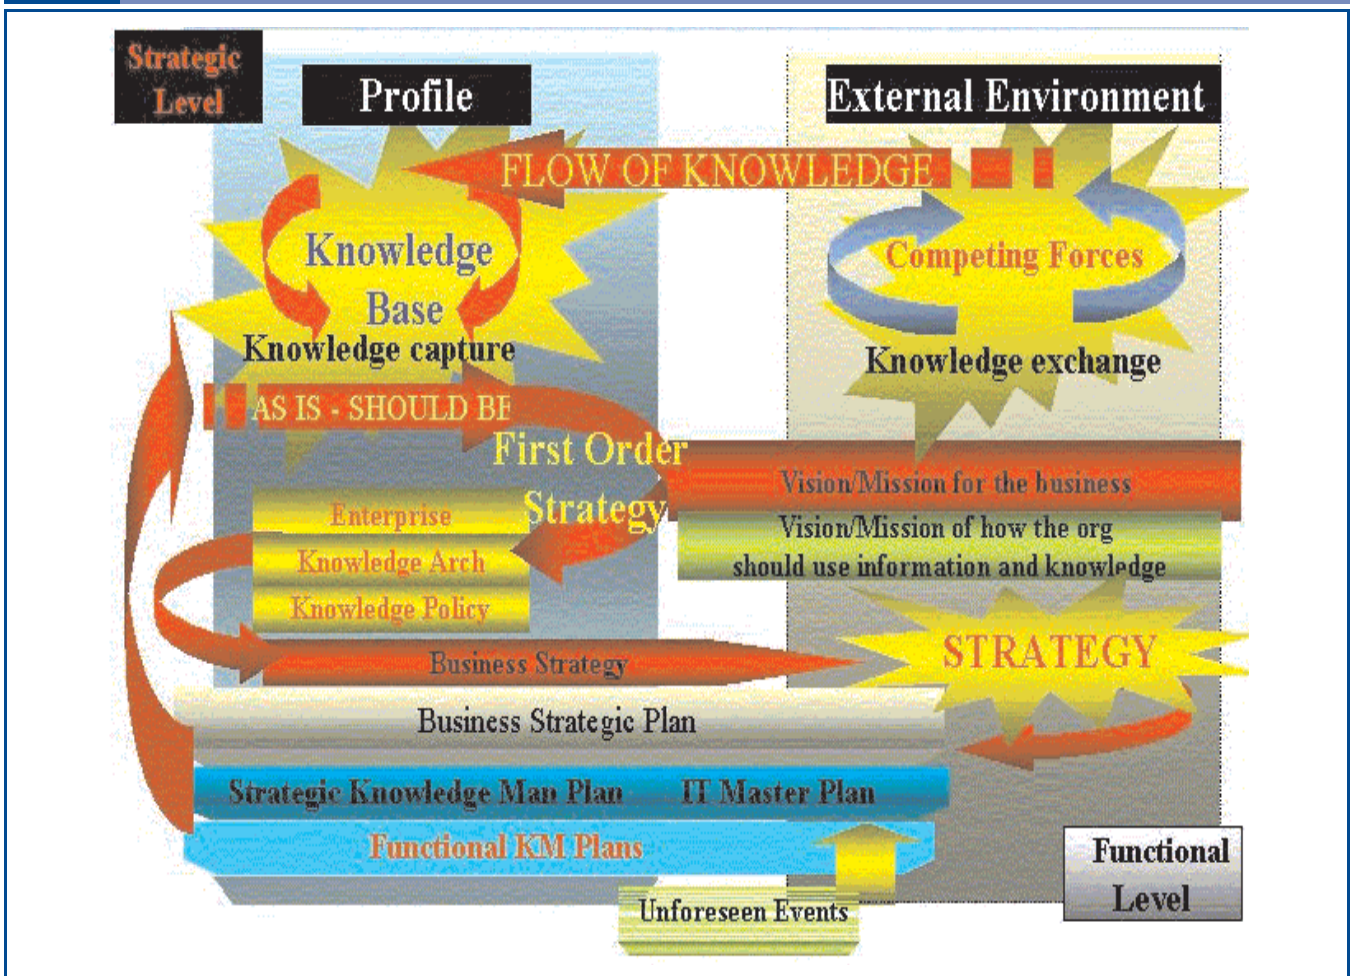 Strategic
Level
Profile
External Environment
FLOW OF KNOWLEDGE
Knowledge
Base
Knowledge capture
Competing Forces
Knowledge exchange
AS IS - SHOULD BE
First Order
Strategy
Vision/Mission for the business
Vision/Mission of how the org
should use information and knowledge
Enterprise
Knowledge Arch
Knowledge Policy
Business Strategy
STRATEGY
Business Strategic Plan
Strategic Knowledge Man Plan IT Master Plan
Functional KM Plans
Unforeseen Events
Functional
Level